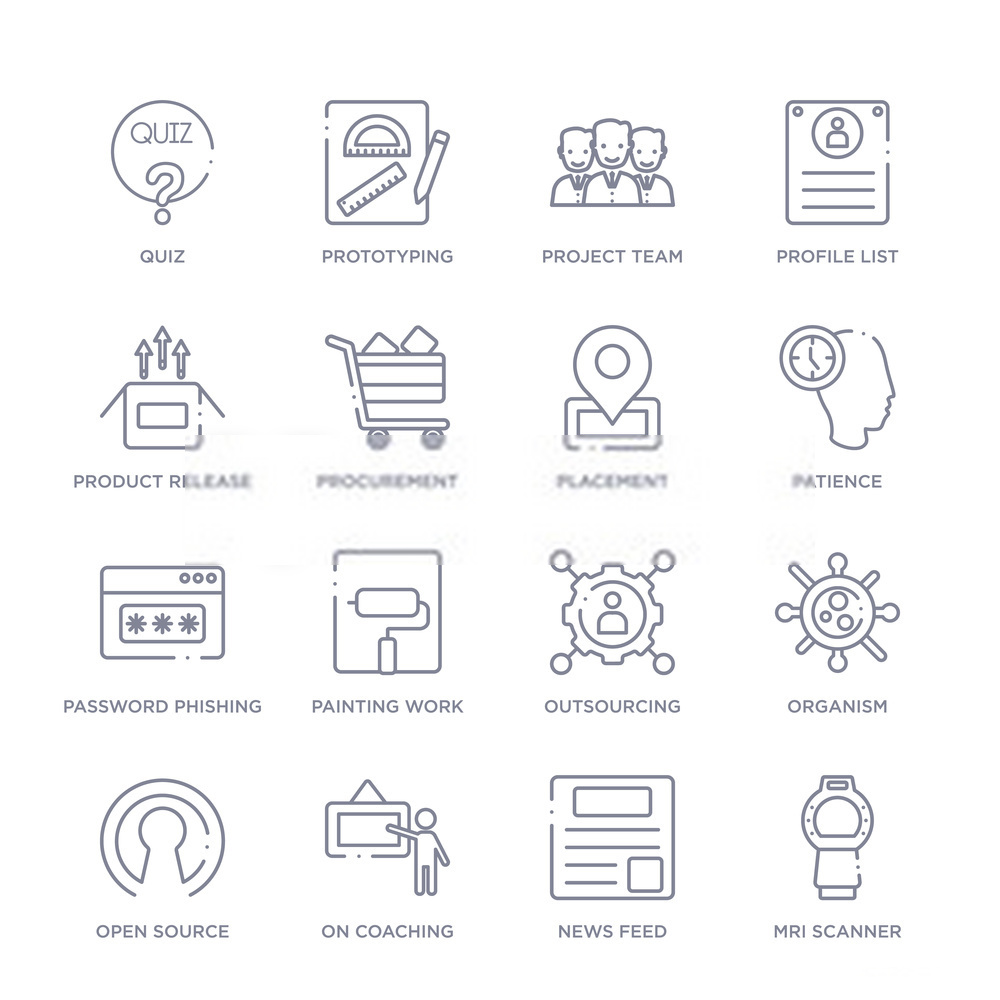 QUIZ
QUIZ
PROTOTYPING
PROJECT TEAM
PROFILE LIST
PRODUCT RELEASE
PROCUREMENT
PLACEMENT
PATIENCE
PASSWORD PHISHING
PAINTING WORK
OUTSOURCING
ORGANISM
OPEN SOURCE
ON COACHING
NEWS FEED
MRI SCANNER